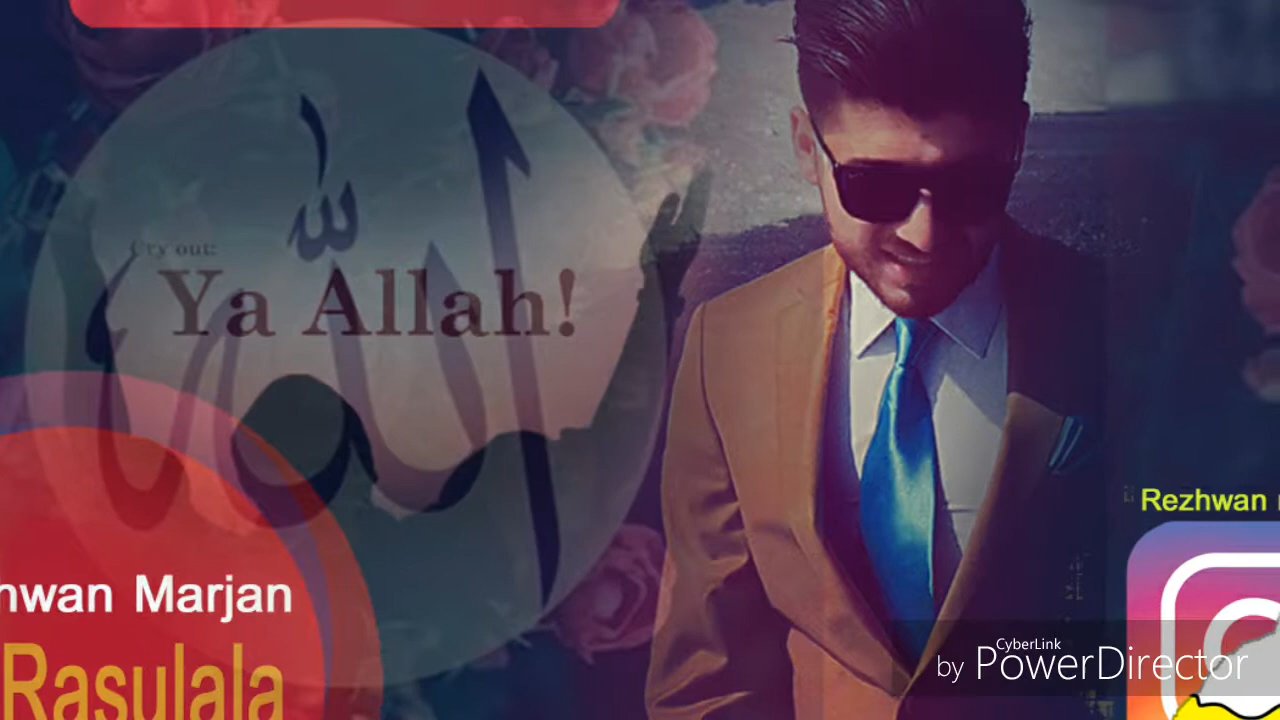 الله
Cry out:
Ya Allah!
Rezhwan
hwan Marjan
Rasulala
CyberLink
by PowerDirector